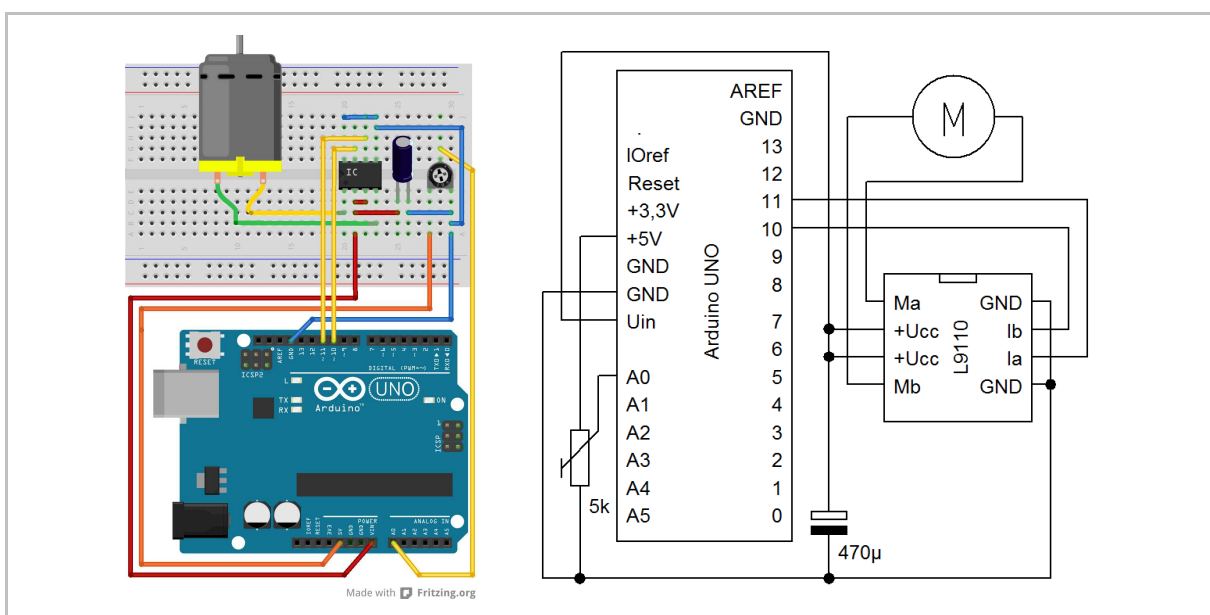 IC
RESET
ICSP2
AREF
GND
13
12
~11
~10
~9
8
7
~6
~5
4
~3
2
TXD 1
RXD 0
DIGITAL (PWM=~)
L
TX
RX
Arduino™
UNO
ON
ICSP
1
IOREF
RESET
3V3
5V
GND
GND
VIN
POWER
ANALOG IN
A0
A1
A2
A3
A4
A5
Made with Fritzing.org
Arduino UNO
AREF
GND
13
12
11
10
9
8
7
6
5
4
3
2
1
0
IOref
Reset
+3,3V
+5V
GND
GND
Uin
A0
A1
A2
A3
A4
A5
5k
M
L9110
Ma GND
+Ucc Ib
+Ucc Ia
Mb GND
470µ